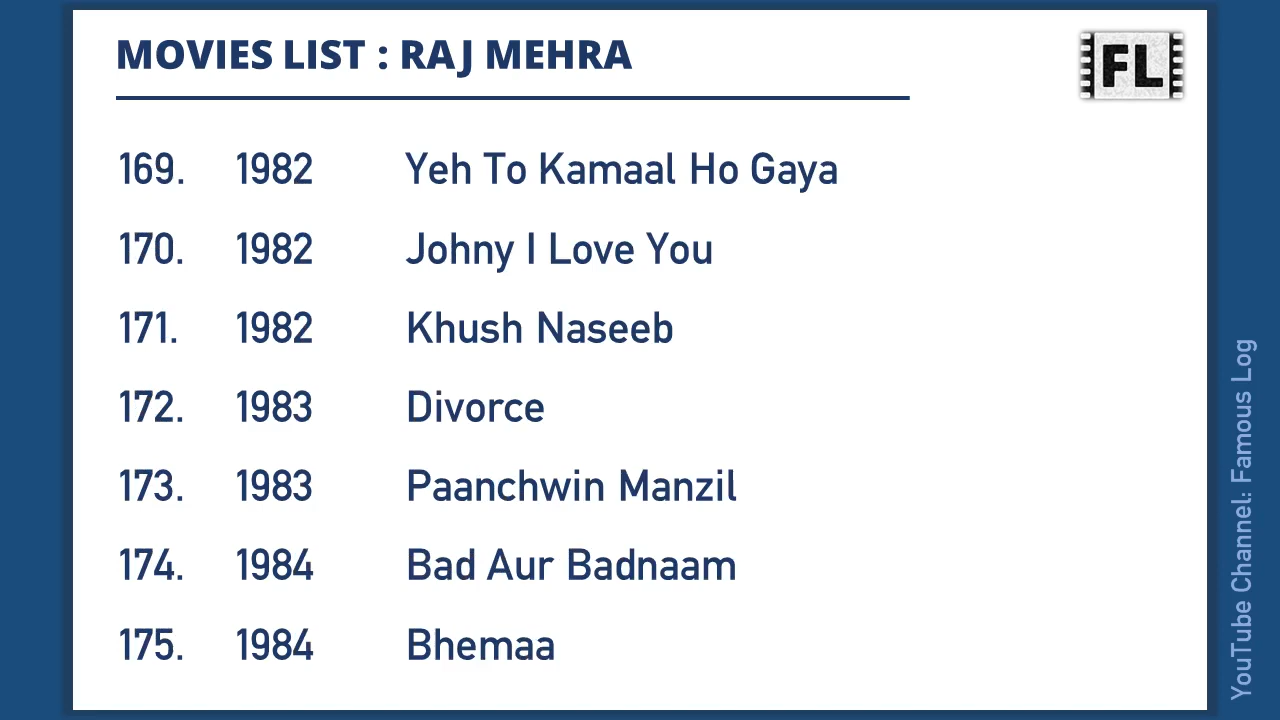 MOVIES LIST : RAJ MEHRA
FL
169. 1982 Yeh To Kamaal Ho Gaya
170. 1982 Johny I Love You
171. 1982 Khush Naseeb
172. 1983 Divorce
173. 1983 Paanchwin Manzil
174. 1984 Bad Aur Badnaam
175. 1984 Bhemaa
YouTube Channel: Famous Log